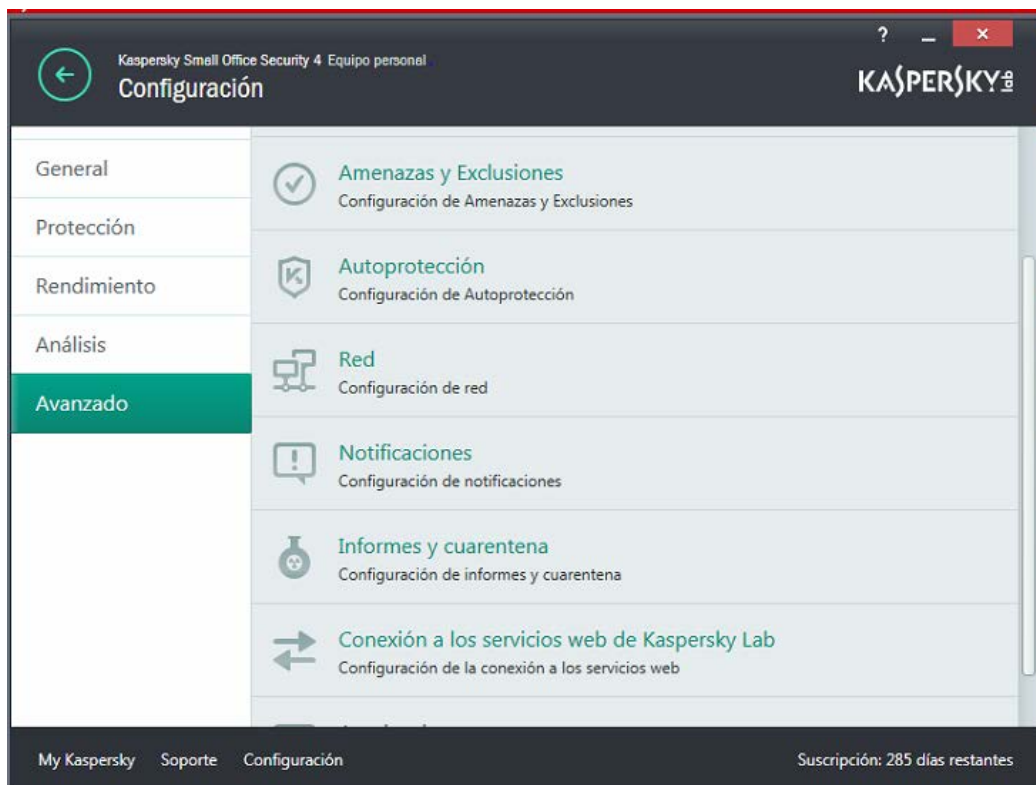 Kaspersky Small Office Security 4 Equipo personal
Configuración
? _ ×
KASPERSKY lab
General
Protección
Rendimiento
Análisis
Avanzado
Amenazas y Exclusiones
Configuración de Amenazas y Exclusiones
Autoprotección
Configuración de Autoprotección
Red
Configuración de red
Notificaciones
Configuración de notificaciones
Informes y cuarentena
Configuración de informes y cuarentena
Conexión a los servicios web de Kaspersky Lab
Configuración de la conexión a los servicios web
My Kaspersky Soporte Configuración
Suscripción: 285 días restantes